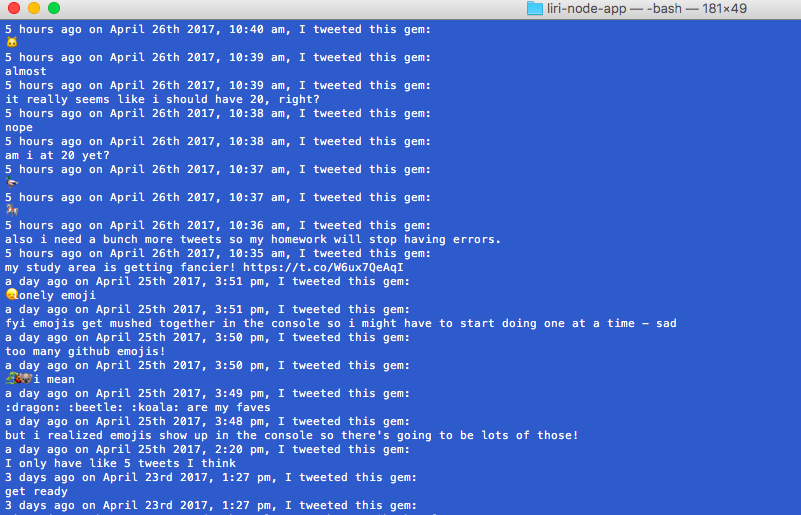 liri-node-app — -bash — 181×49
5 hours ago on April 26th 2017, 10:40 am, I tweeted this gem:
🐹
5 hours ago on April 26th 2017, 10:39 am, I tweeted this gem:
almost
5 hours ago on April 26th 2017, 10:39 am, I tweeted this gem:
it really seems like i should have 20, right?
5 hours ago on April 26th 2017, 10:38 am, I tweeted this gem:
nope
5 hours ago on April 26th 2017, 10:38 am, I tweeted this gem:
am i at 20 yet?
5 hours ago on April 26th 2017, 10:37 am, I tweeted this gem:
5 hours ago on April 26th 2017, 10:37 am, I tweeted this gem:
5 hours ago on April 26th 2017, 10:36 am, I tweeted this gem:
also i need a bunch more tweets so my homework will stop having errors.
5 hours ago on April 26th 2017, 10:35 am, I tweeted this gem:
my study area is getting fancier! https://t.co/W6ux7QeAqI
a day ago on April 25th 2017, 3:51 pm, I tweeted this gem:
onely emoji
a day ago on April 25th 2017, 3:51 pm, I tweeted this gem:
fyi emojis get mushed together in the console so i might have to start doing one at a time - sad
a day ago on April 25th 2017, 3:50 pm, I tweeted this gem:
too many github emojis!
a day ago on April 25th 2017, 3:50 pm, I tweeted this gem:
🐉🐞🐨i mean
a day ago on April 25th 2017, 3:49 pm, I tweeted this gem:
:dragon: :beetle: :koala: are my faves
a day ago on April 25th 2017, 3:48 pm, I tweeted this gem:
but i realized emojis show up in the console so there's going to be lots of those!
a day ago on April 25th 2017, 2:20 pm, I tweeted this gem:
I only have like 5 tweets I think
3 days ago on April 23rd 2017, 1:27 pm, I tweeted this gem:
get ready
3 days ago on April 23rd 2017, 1:27 pm, I tweeted this gem: